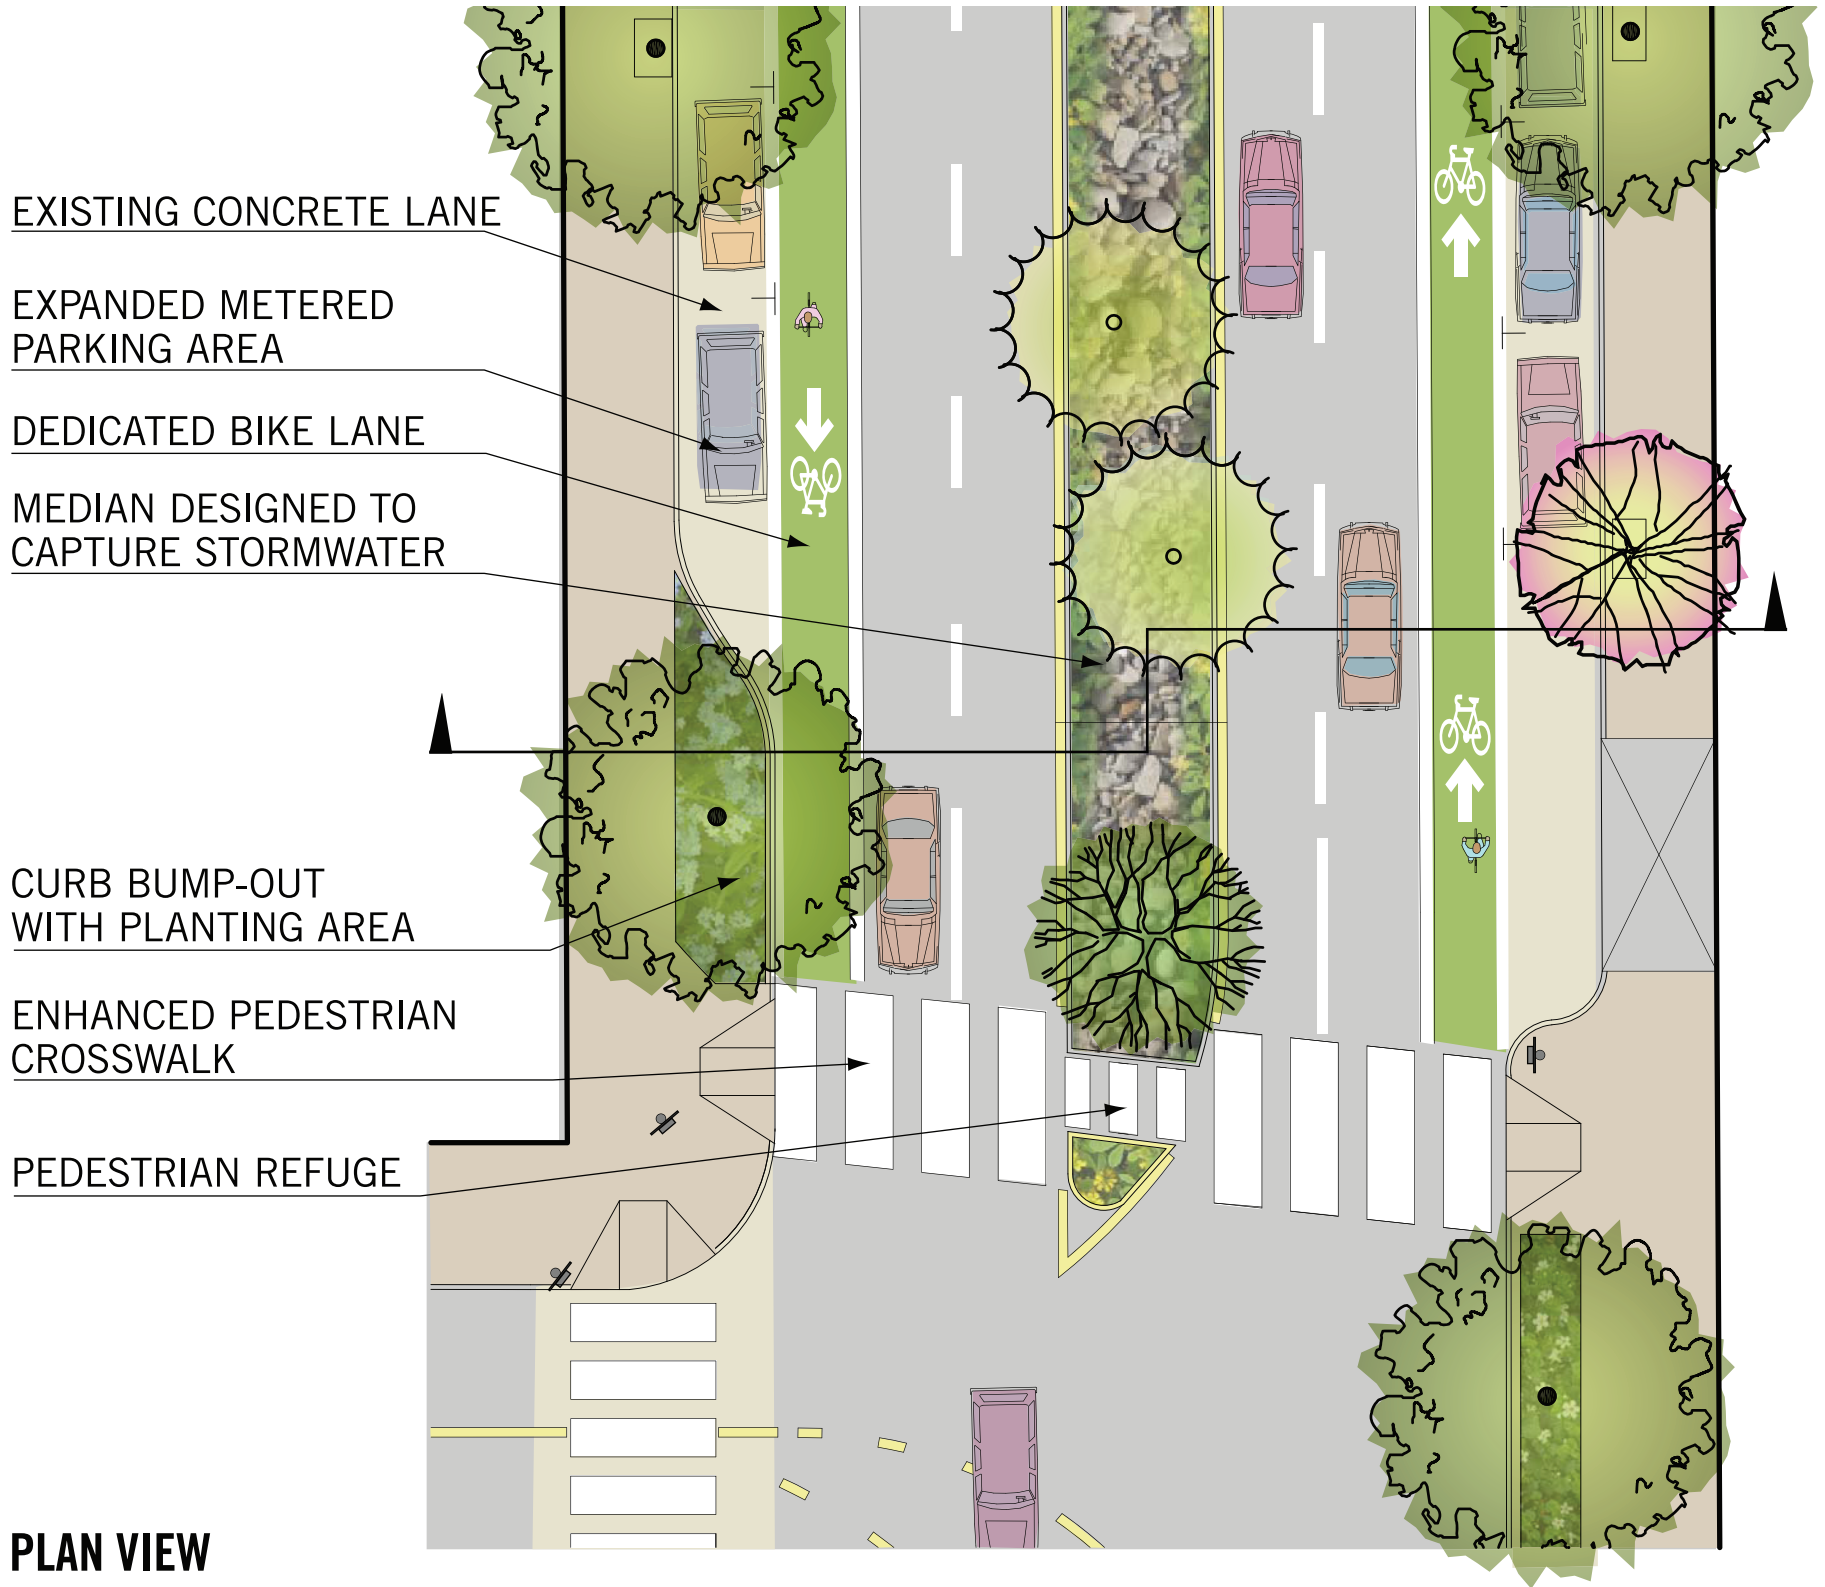 EXISTING CONCRETE LANE
EXPANDED METERED
PARKING AREA
DEDICATED BIKE LANE
MEDIAN DESIGNED TO
CAPTURE STORMWATER
CURB BUMP-OUT
WITH PLANTING AREA
ENHANCED PEDESTRIAN
CROSSWALK
PEDESTRIAN REFUGE
PLAN VIEW